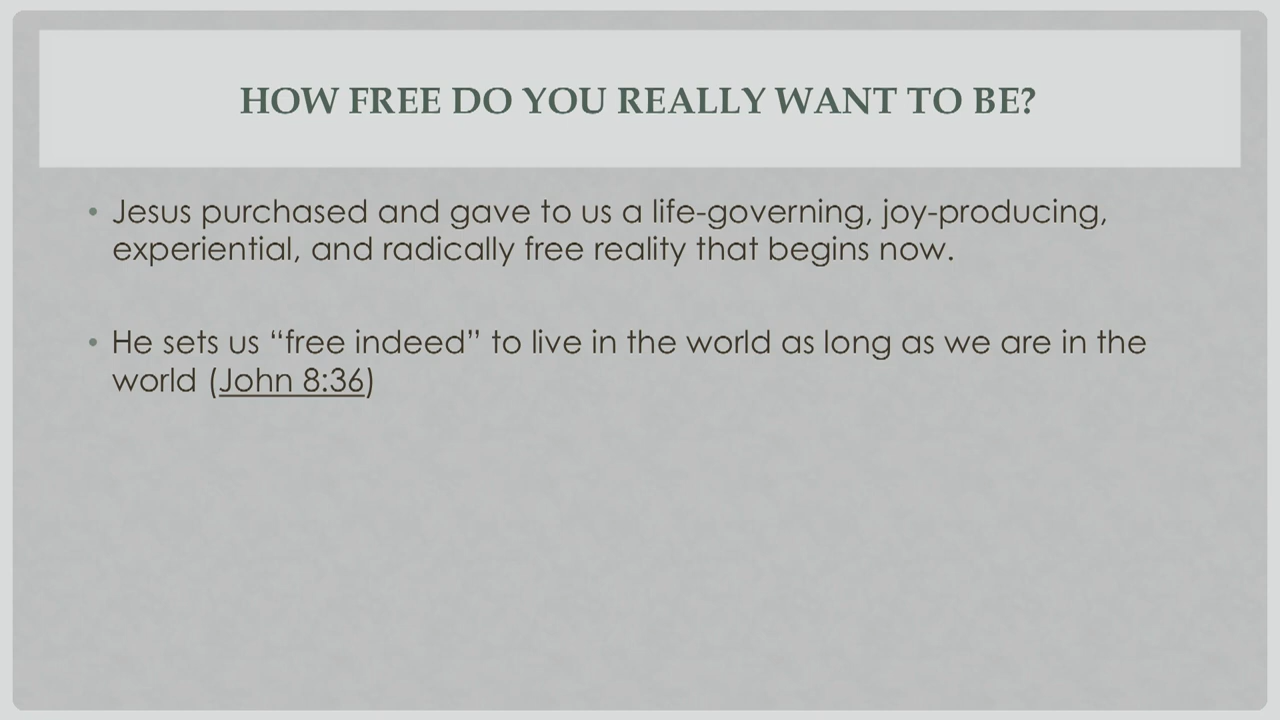 HOW FREE DO YOU REALLY WANT TO BE?
• Jesus purchased and gave to us a life-governing, joy-producing,
experiential, and radically free reality that begins now.
• He sets us “free indeed” to live in the world as long as we are in the
world (John 8:36)